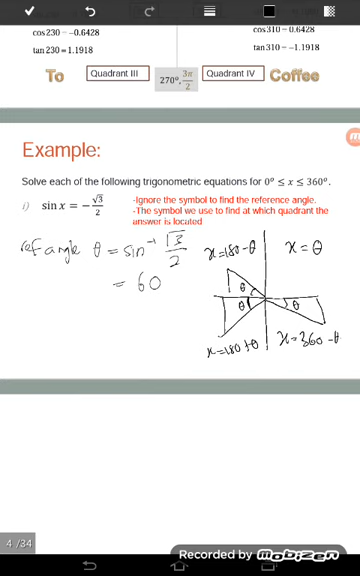 cos230 = -0.6428
cos310 = 0.6428
tan230 = 1.1918
tan310 = -1.1918
To
Quadrant III
270°, 3π/2
Quadrant IV
Coffee
Example:
Solve each of the following trigonometric equations for 0° ≤ x ≤ 360°.
i) sin x = -√3/2
-Ignore the symbol to find the reference angle.
-The symbol we use to find at which quadrant the answer is located
ref angle θ = sin⁻¹ √3/2
= 60
x=180-θ
x=θ
θ
θ
θ
x=180+θ
x=360-θ
4 /34
Recorded by Mobizen